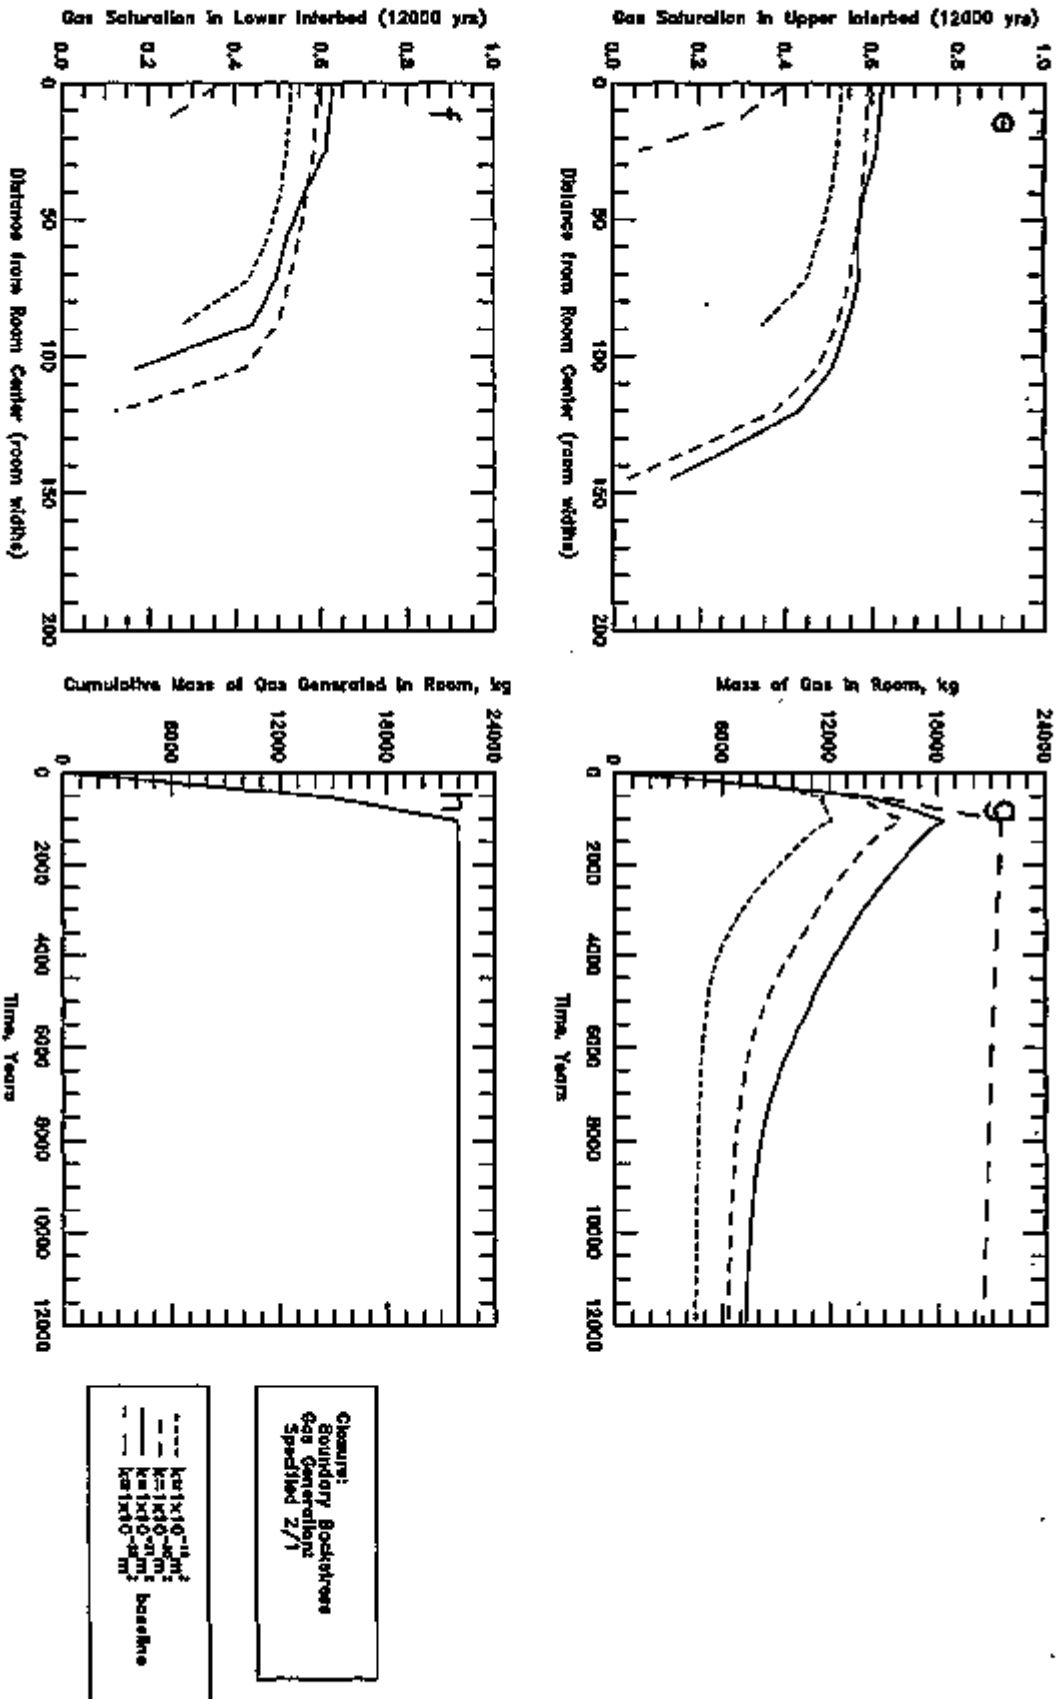 Gas Saturation in Upper Interbed (12000 yrs)
1.0
0.8
0.6
0.4
0.2
0.0
e
0
50
100
150
200
Distance from Room Center (room widths)
Mass of Gas in Room, kg
24000
18000
12000
6000
0
g
0
2000
4000
6000
8000
10000
12000
Time, Years
Gas Saturation in Lower Interbed (12000 yrs)
1.0
0.8
0.6
0.4
0.2
0.0
f
0
50
100
150
200
Distance from Room Center (room widths)
Cumulative Mass of Gas Generated in Room, kg
24000
18000
12000
6000
0
h
0
2000
4000
6000
8000
10000
12000
Time, Years
Closure:
Boundary Backstress
Gas Generation:
Specified 2/1
baseline